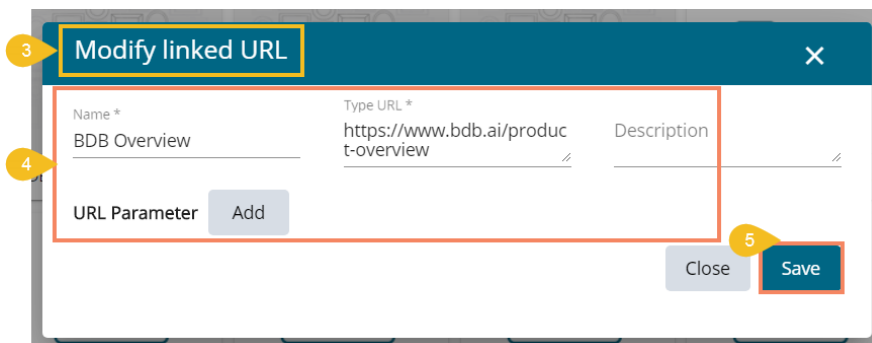 3
Modify linked URL
×
Name *
BDB Overview
Type URL *
https://www.bdb.ai/produc
t-overview
Description
4
URL Parameter
Add
5
Close
Save